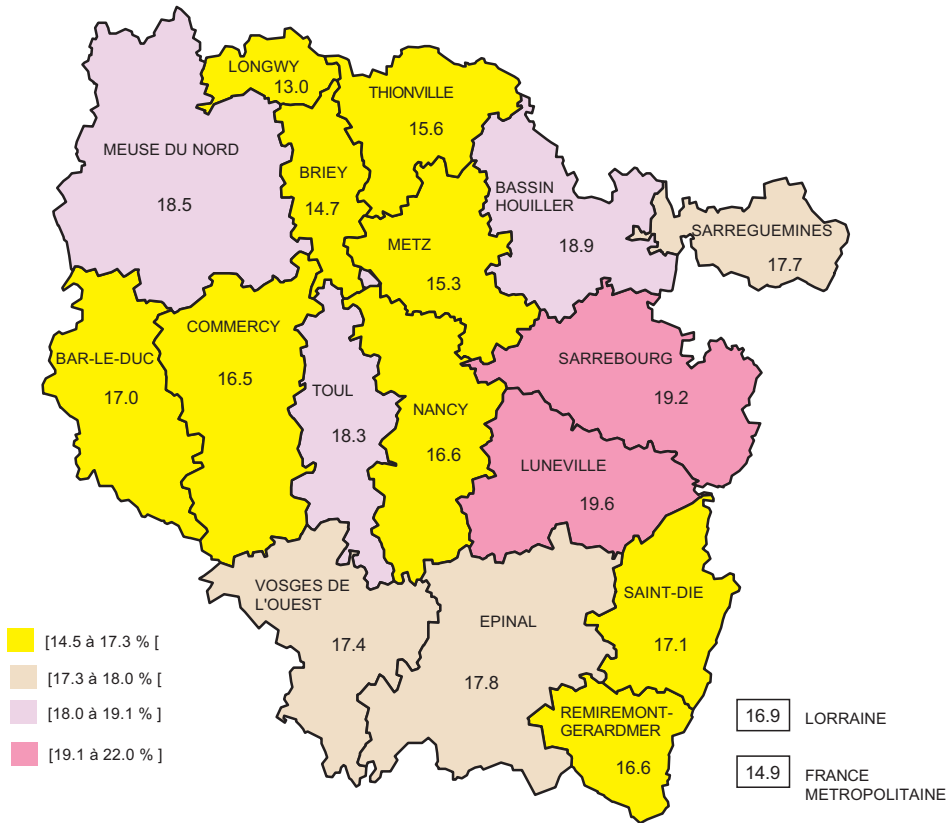 LONGWY
13.0
THIONVILLE
15.6
MEUSE DU NORD
18.5
BRIEY
14.7
BASSIN
HOUILLER
18.9
SARREGUEMINES
17.7
METZ
15.3
COMMERCY
16.5
BAR-LE-DUC
17.0
TOUL
18.3
NANCY
16.6
SARREBOURG
19.2
LUNEVILLE
19.6
VOSGES DE
L'OUEST
17.4
EPINAL
17.8
SAINT-DIE
17.1
REMIREMONT-
GERARDMER
16.6
[14.5 à 17.3 % [
[17.3 à 18.0 % [
[18.0 à 19.1 % ]
[19.1 à 22.0 % ]
16.9 LORRAINE
14.9 FRANCE
METROPOLITAINE